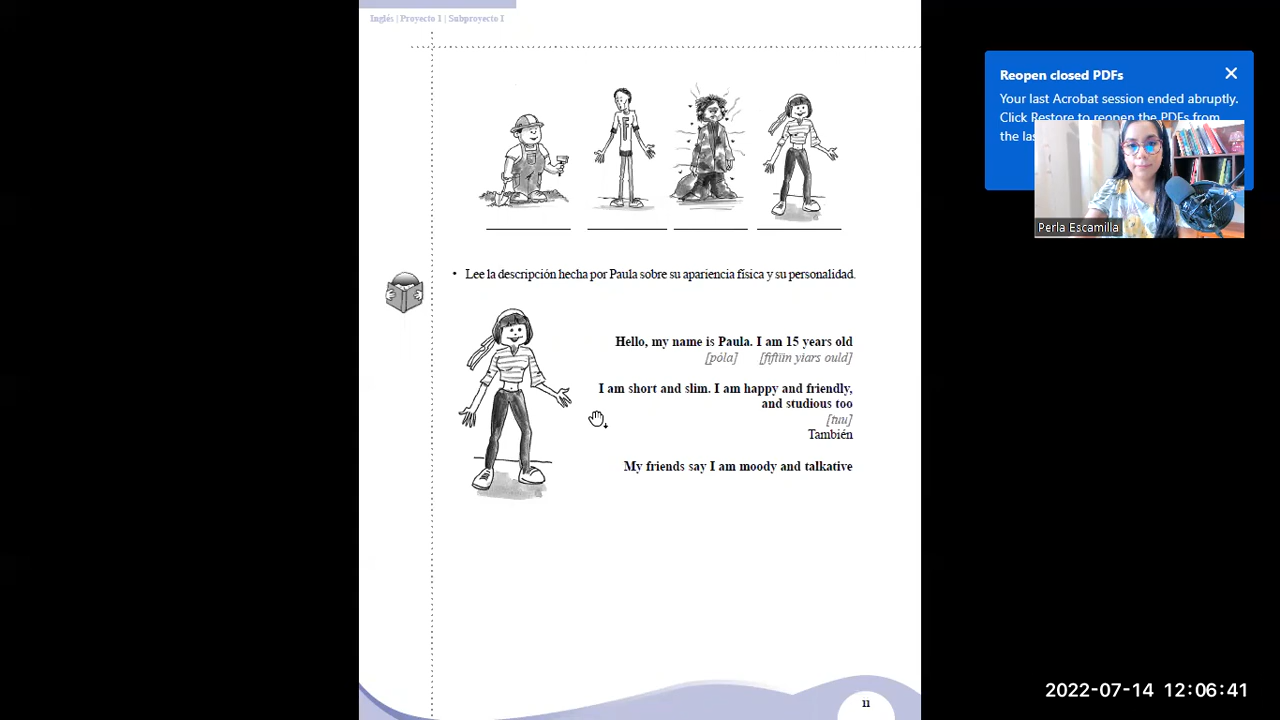 Inglés | Proyecto 1 | Subproyecto I
Reopen closed PDFs
Your last Acrobat session ended abruptly.
Click Restore to reopen the PDFs from
the las
Perla Escamilla
• Lee la descripción hecha por Paula sobre su apariencia física y su personalidad.
Hello, my name is Paula. I am 15 years old
[póla] [fiftíin yíars ould]
I am short and slim. I am happy and friendly,
and studious too
[tuu]
También
My friends say I am moody and talkative
11
2022-07-14 12:06:41